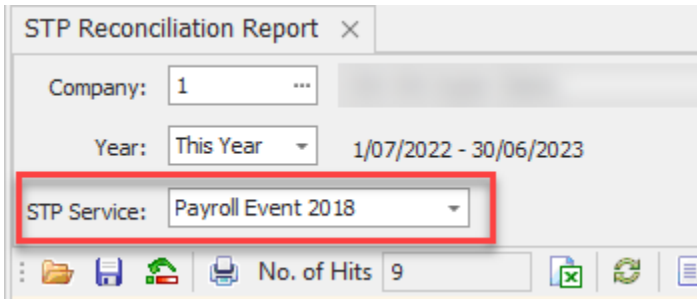 STP Reconciliation Report ×
Company: 1 ...
Year: This Year 1/07/2022 - 30/06/2023
STP Service: Payroll Event 2018
No. of Hits 9